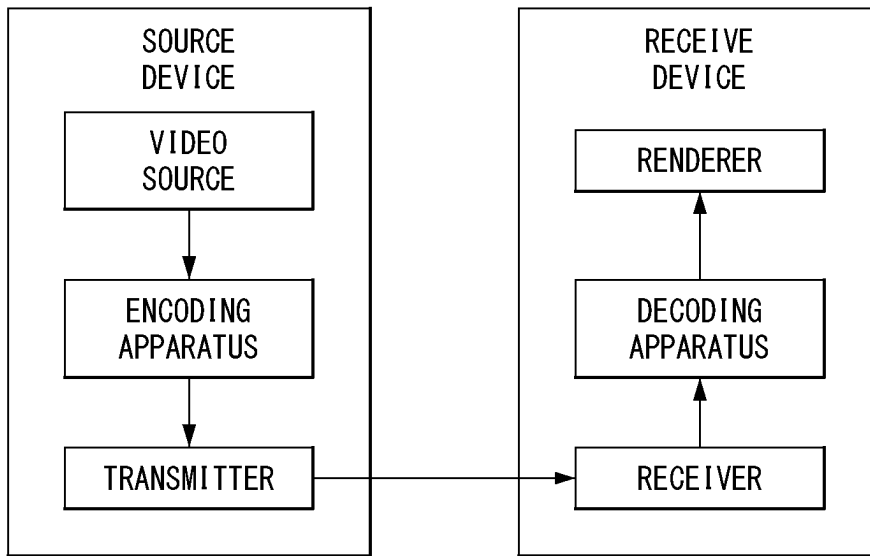 SOURCE
DEVICE
VIDEO
SOURCE
ENCODING
APPARATUS
TRANSMITTER
RECEIVE
DEVICE
RENDERER
DECODING
APPARATUS
RECEIVER